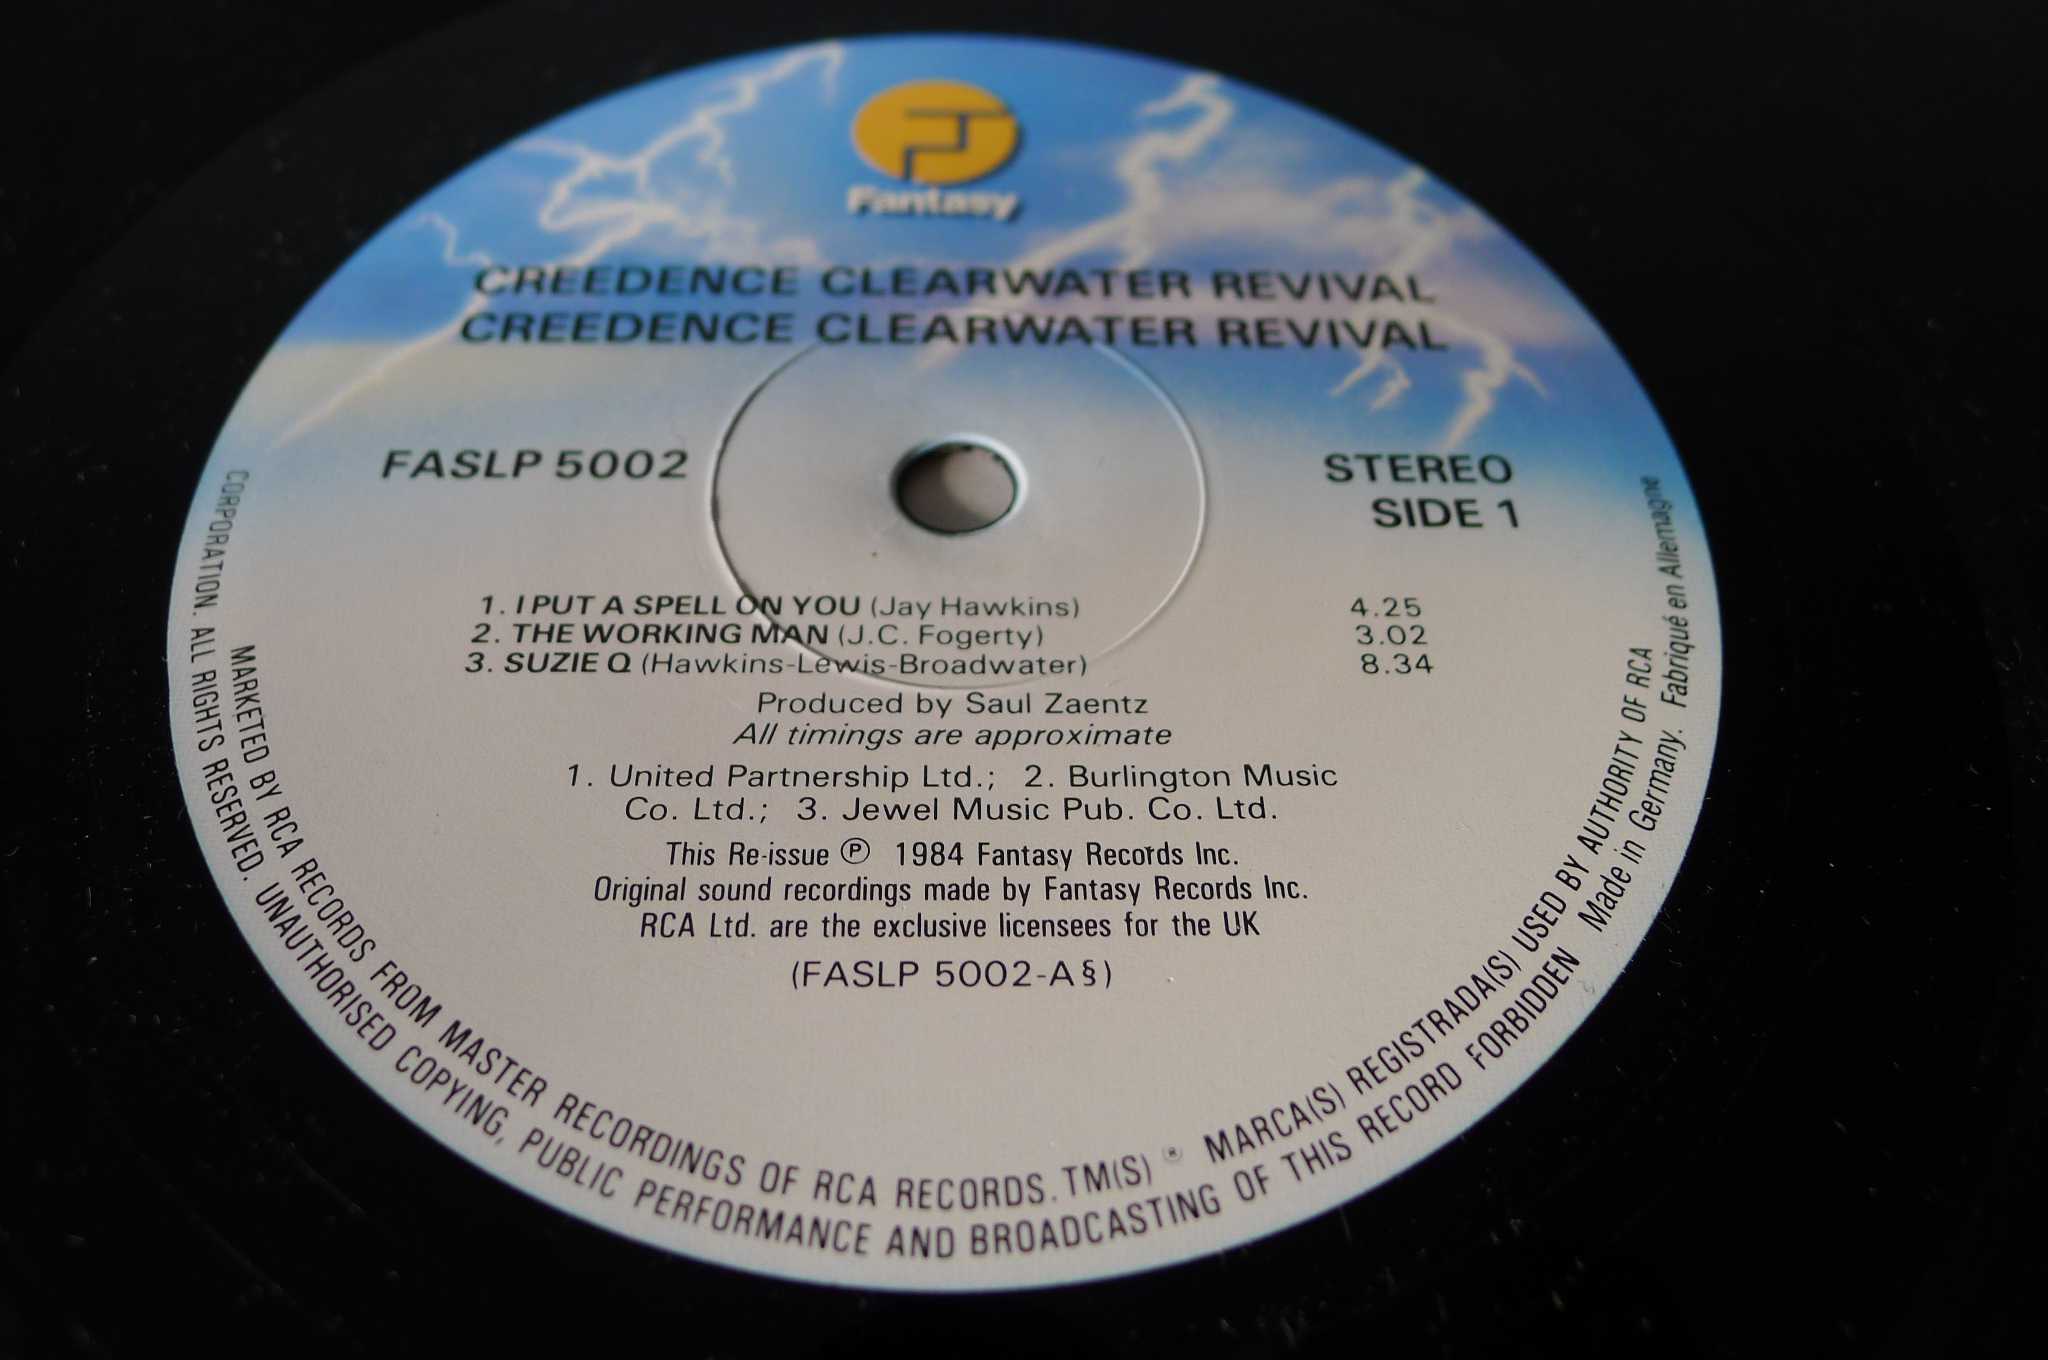 Fantasy
CREEDENCE CLEARWATER REVIVAL
CREEDENCE CLEARWATER REVIVAL
FASLP 5002
STEREO
SIDE 1
1. I PUT A SPELL ON YOU (Jay Hawkins) 4.25
2. THE WORKING MAN (J.C. Fogerty) 3.02
3. SUZIE Q (Hawkins-Lewis-Broadwater) 8.34
Produced by Saul Zaentz
All timings are approximate
1. United Partnership Ltd.; 2. Burlington Music
Co. Ltd.; 3. Jewel Music Pub. Co. Ltd.
This Re-issue ℗ 1984 Fantasy Records Inc.
Original sound recordings made by Fantasy Records Inc.
RCA Ltd. are the exclusive licensees for the UK
(FASLP 5002-A§)
MARKETED BY RCA RECORDS FROM MASTER RECORDINGS OF RCA RECORDS. TM(S) ® MARCA(S) REGISTRADA(S) USED BY AUTHORITY OF RCA
CORPORATION. ALL RIGHTS RESERVED. UNAUTHORISED COPYING, PUBLIC PERFORMANCE AND BROADCASTING OF THIS RECORD FORBIDDEN Made in Germany. Fabriqué en Allemagne